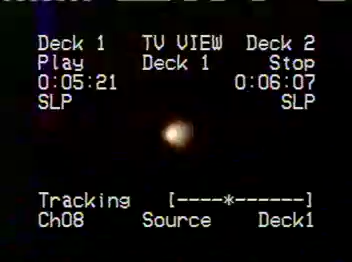 Deck 1 TV VIEW Deck 2
Play Deck 1 Stop
0:05:21 0:06:07
SLP SLP
Tracking [----*------]
Ch08 Source Deck1